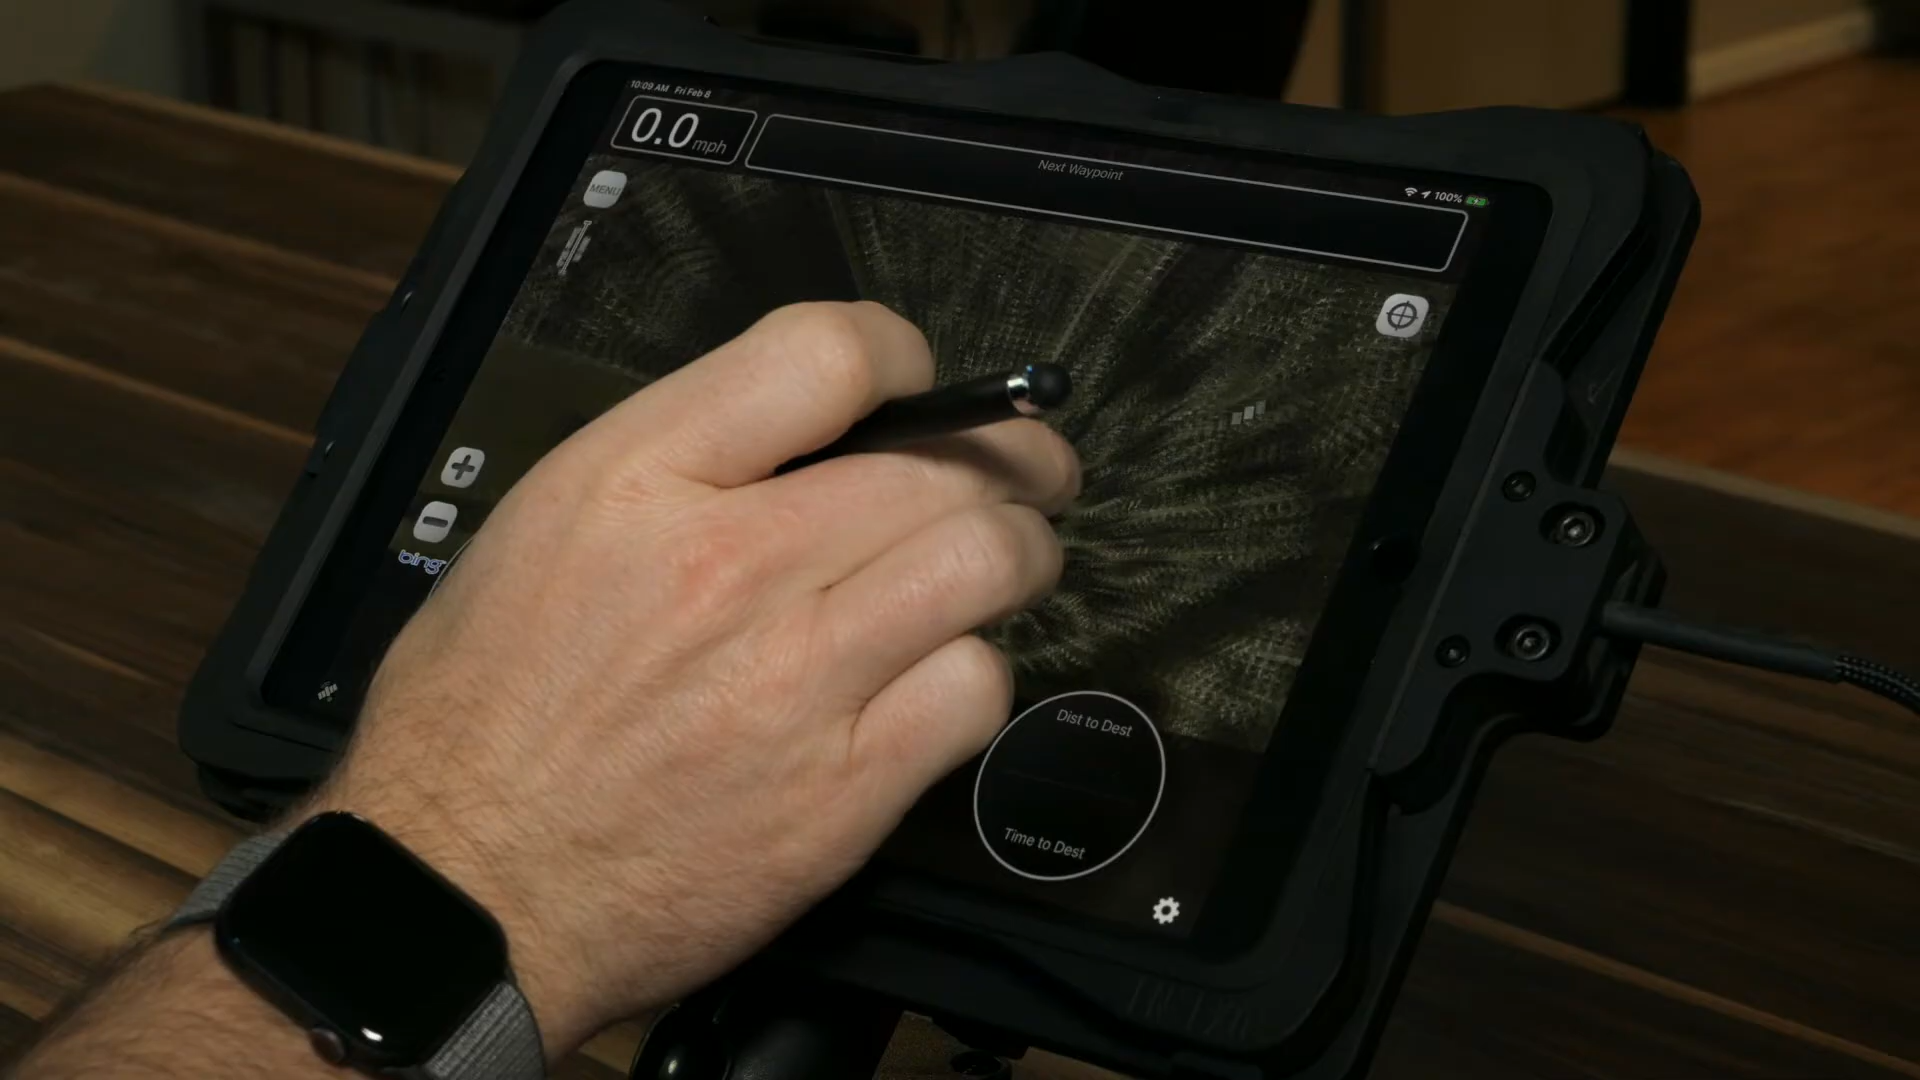 10:09 AM Fri Feb 8
0.0 mph
Next Waypoint
100%
MENU
bing
Dist to Dest
Time to Dest